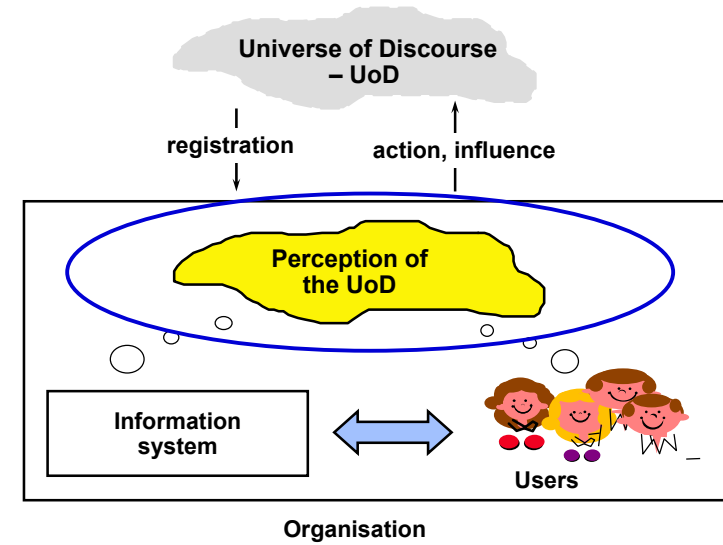 Universe of Discourse
– UoD
registration
action, influence
Perception of
the UoD
Information
system
Users
Organisation